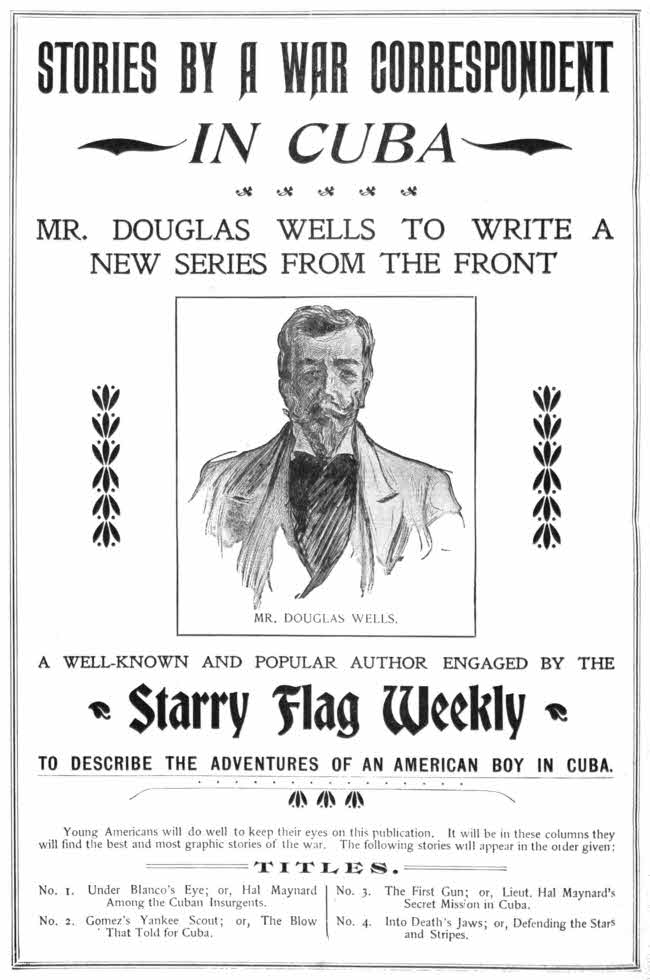 STORIES BY A WAR CORRESPONDENT
IN CUBA
MR. DOUGLAS WELLS TO WRITE A
NEW SERIES FROM THE FRONT
MR. DOUGLAS WELLS.
A WELL-KNOWN AND POPULAR AUTHOR ENGAGED BY THE
Starry Flag Weekly
TO DESCRIBE THE ADVENTURES OF AN AMERICAN BOY IN CUBA.
Young Americans will do well to keep their eyes on this publication. It will be in these columns they
will find the best and most graphic stories of the war. The following stories will appear in the order given:
TITLES.
No. 1. Under Blanco's Eye; or, Hal Maynard
Among the Cuban Insurgents.
No. 2. Gomez's Yankee Scout; or, The Blow
That Told for Cuba.
No. 3. The First Gun; or, Lieut. Hal Maynard's
Secret Mission in Cuba.
No. 4. Into Death's Jaws; or, Defending the Stars
and Stripes.